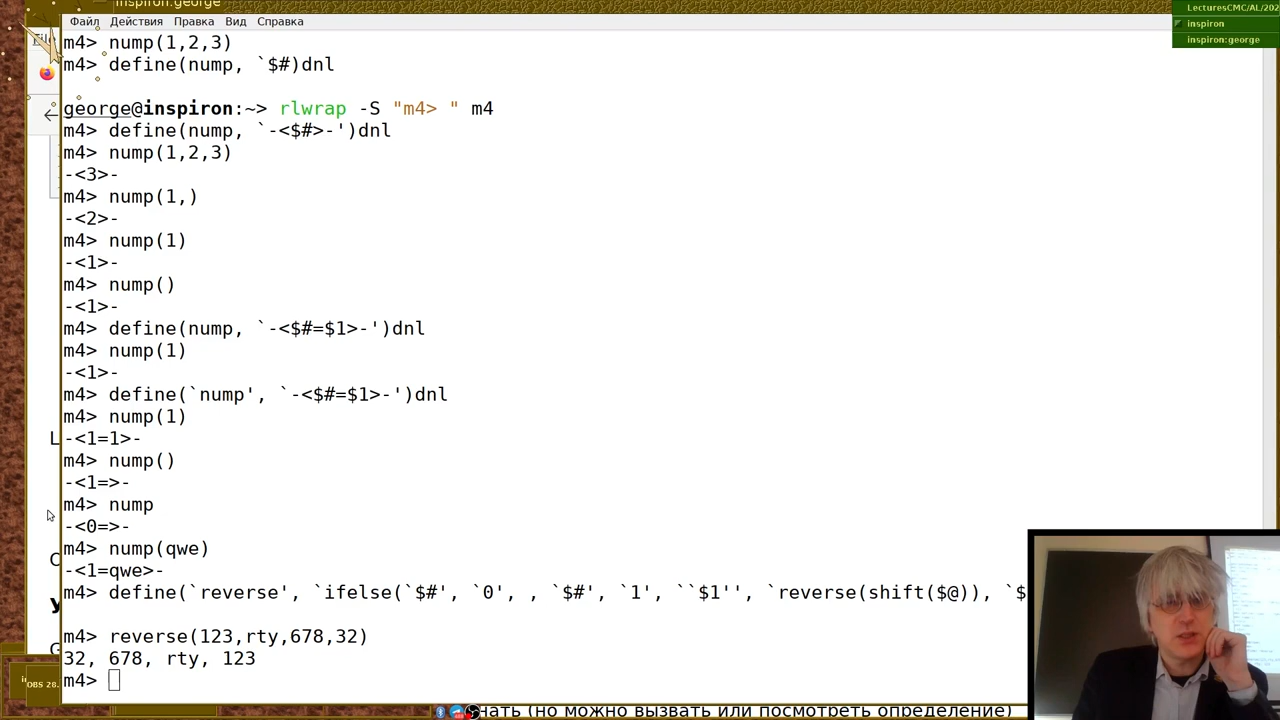 inspiron:george
LecturesCMC/AL/202
inspiron
inspiron:george
Файл Действия Правка Вид Справка
m4> nump(1,2,3)
m4> define(nump, `$#)dnl
george@inspiron:~> rlwrap -S "m4> " m4
m4> define(nump, `-<$#>-')dnl
m4> nump(1,2,3)
-<3>-
m4> nump(1,)
-<2>-
m4> nump(1)
-<1>-
m4> nump()
-<1>-
m4> define(nump, `-<$#=$1>-')dnl
m4> nump(1)
-<1>-
m4> define(`nump', `-<$#=$1>-')dnl
m4> nump(1)
-<1=1>-
m4> nump()
-<1=>-
m4> nump
-<0=>-
m4> nump(qwe)
-<1=qwe>-
m4> define(`reverse', `ifelse(`$#', `0', , `$#', `1', ``$1'', `reverse(shift($@)), `$
m4> reverse(123,rty,678,32)
32, 678, rty, 123
m4>
OBS 28.
нать (но можно вызвать или посмотреть определение)